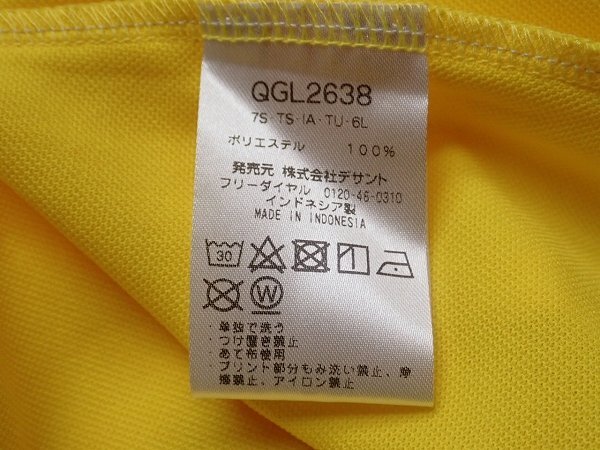 QGL2638
7S・TS・IA・TU・6L
ポリエステル 100%
発売元 株式会社デサント
フリーダイヤル 0120-46-0310
インドネシア製
MADE IN INDONESIA
30
W
・単独で洗う
・つけ置き禁止
・あて布使用
・プリント部分もみ洗い禁止、摩
擦禁止、アイロン禁止